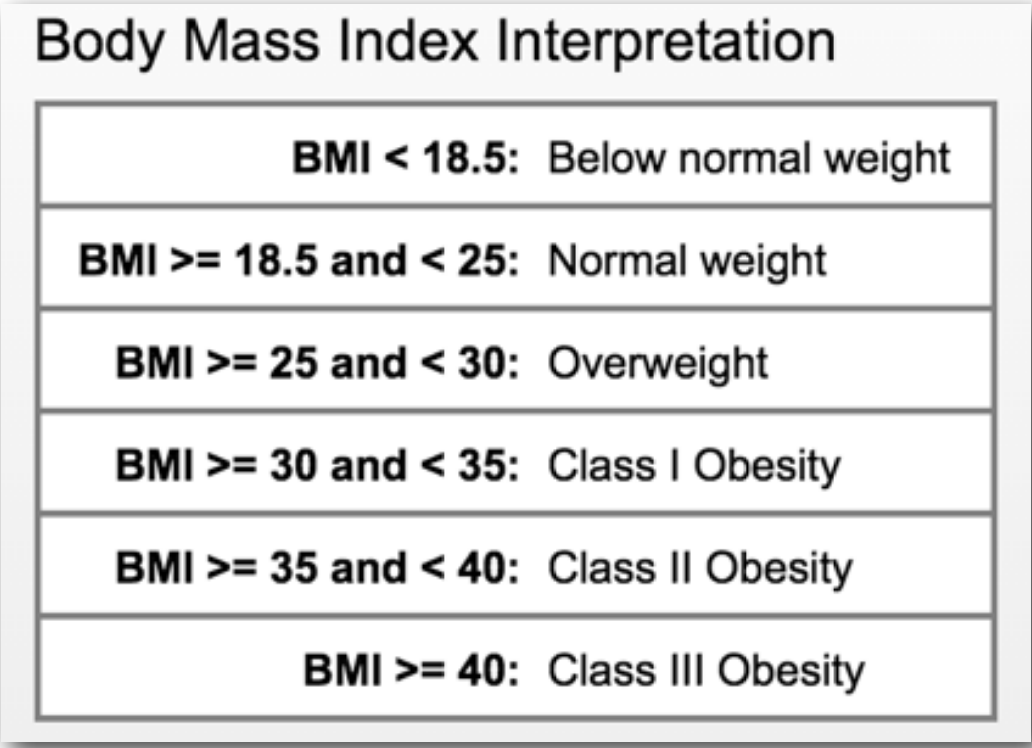 Body Mass Index Interpretation
BMI < 18.5: Below normal weight
BMI >= 18.5 and < 25: Normal weight
BMI >= 25 and < 30: Overweight
BMI >= 30 and < 35: Class I Obesity
BMI >= 35 and < 40: Class II Obesity
BMI >= 40: Class III Obesity